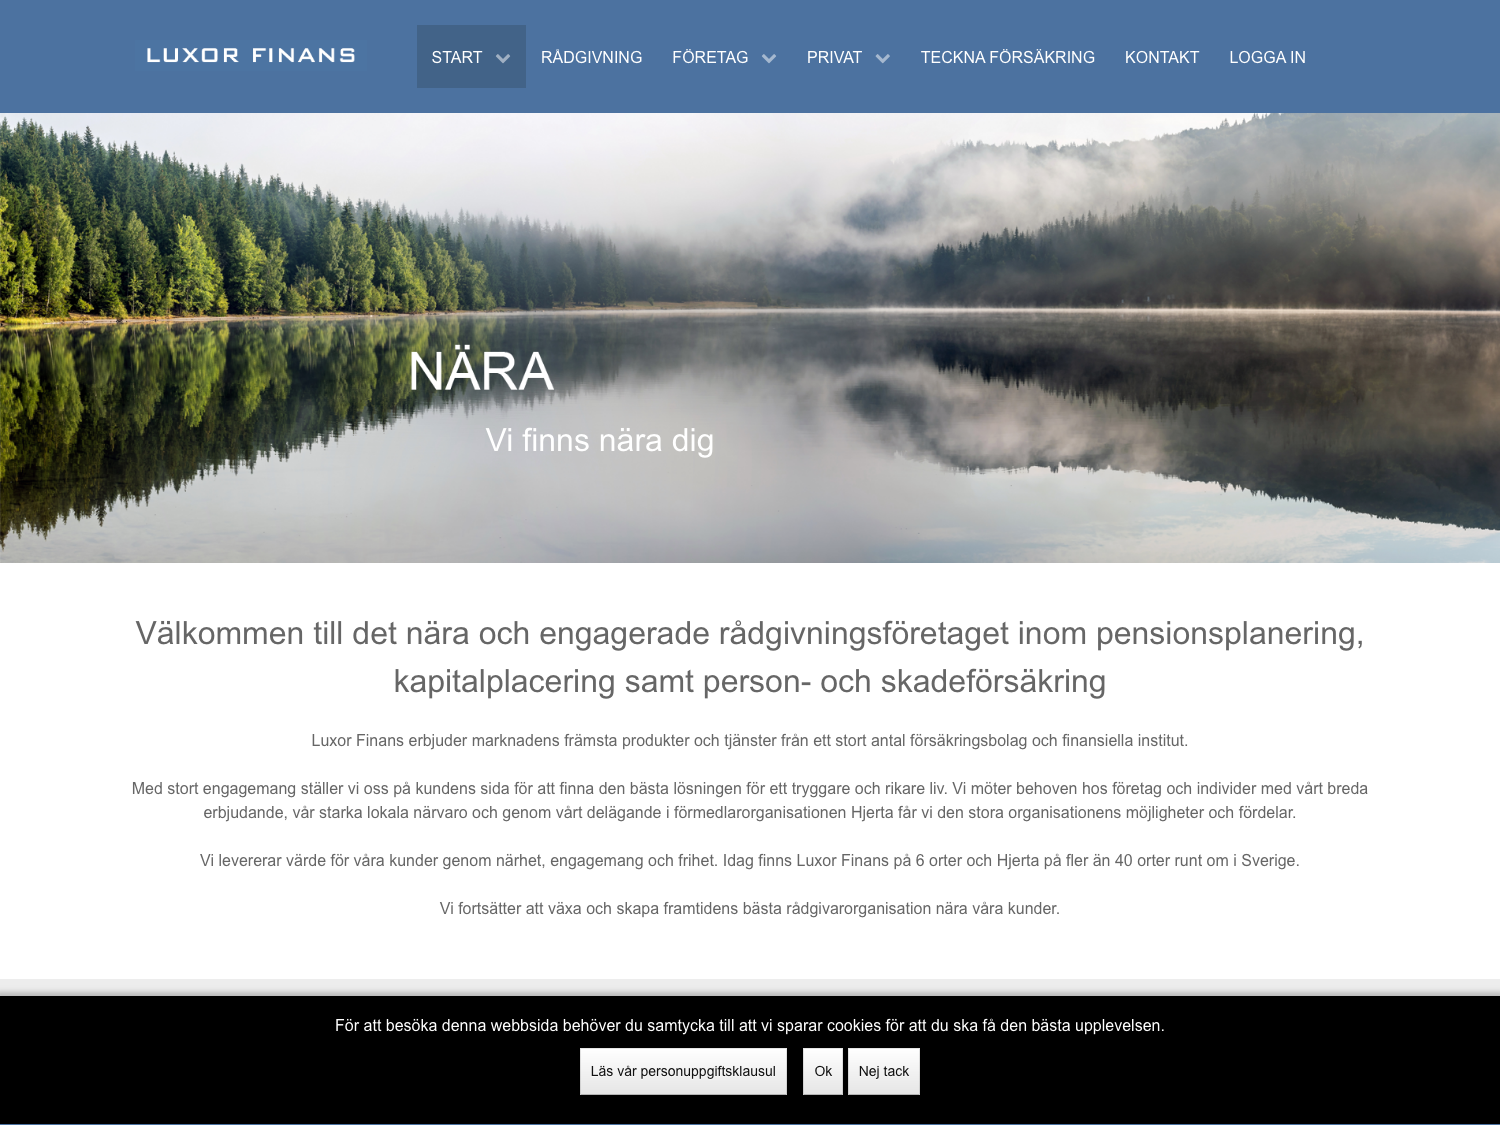 LUXOR FINANS
START
RÅDGIVNING
FÖRETAG
PRIVAT
TECKNA FÖRSÄKRING
KONTAKT
LOGGA IN
NÄRA
Vi finns nära dig
Välkommen till det nära och engagerade rådgivningsföretaget inom pensionsplanering,
kapitalplacering samt person- och skadeförsäkring
Luxor Finans erbjuder marknadens främsta produkter och tjänster från ett stort antal försäkringsbolag och finansiella institut.
Med stort engagemang ställer vi oss på kundens sida för att finna den bästa lösningen för ett tryggare och rikare liv. Vi möter behoven hos företag och individer med vårt breda
erbjudande, vår starka lokala närvaro och genom vårt delägande i förmedlarorganisationen Hjerta får vi den stora organisationens möjligheter och fördelar.
Vi levererar värde för våra kunder genom närhet, engagemang och frihet. Idag finns Luxor Finans på 6 orter och Hjerta på fler än 40 orter runt om i Sverige.
Vi fortsätter att växa och skapa framtidens bästa rådgivarorganisation nära våra kunder.
För att besöka denna webbsida behöver du samtycka till att vi sparar cookies för att du ska få den bästa upplevelsen.
Läs vår personuppgiftsklausul
Ok
Nej tack